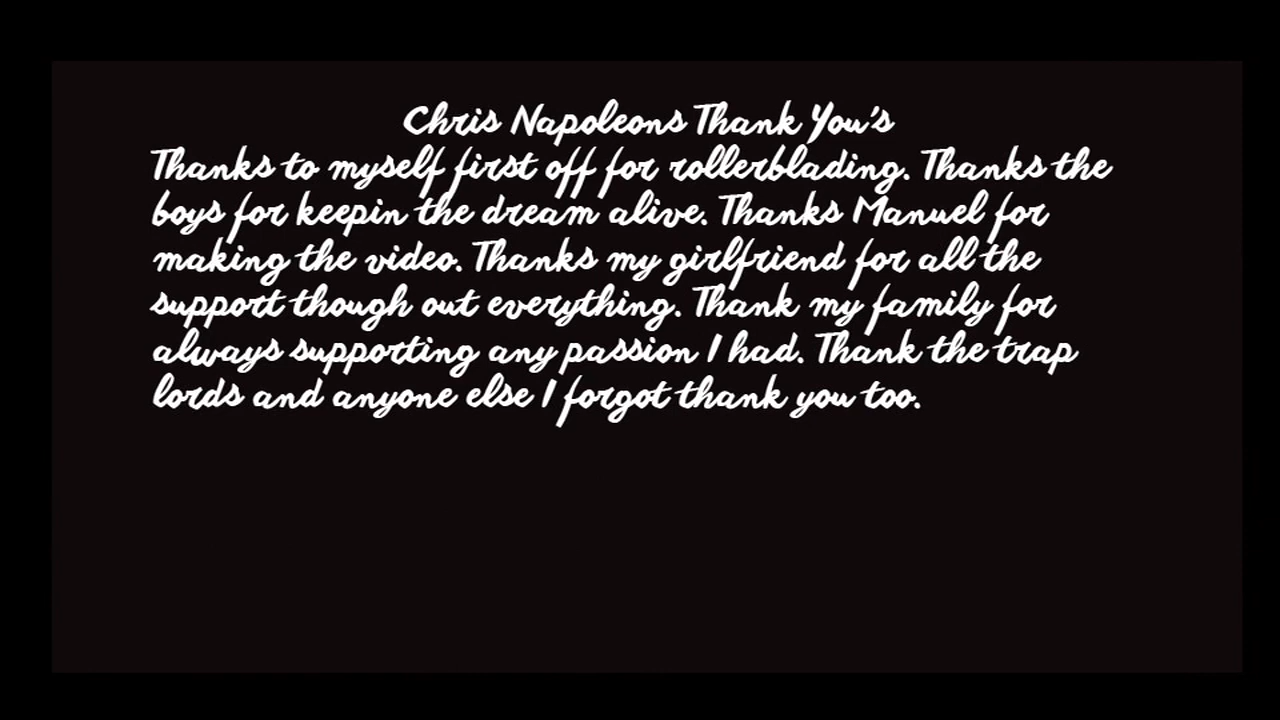 Chris Napoleons Thank You's
Thanks to myself first off for rollerblading. Thanks the
boys for keepin the dream alive. Thanks Manuel for
making the video. Thanks my girlfriend for all the
support though out everything. Thank my family for
always supporting any passion I had. Thank the trap
lords and anyone else I forgot thank you too.